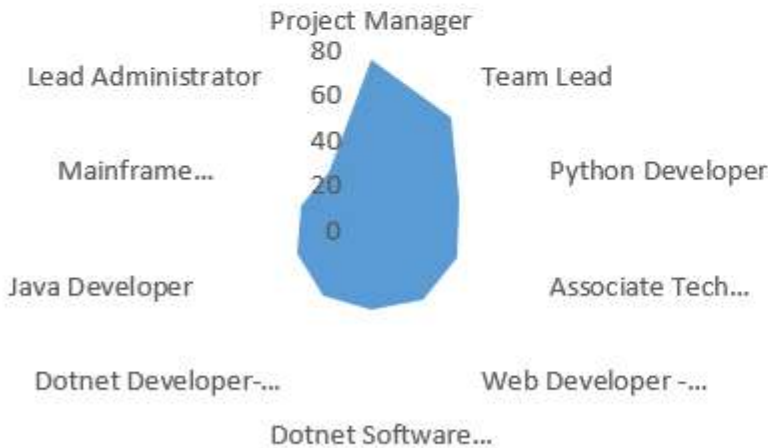 Project Manager
80
Lead Administrator
Team Lead
60
40
Mainframe...
Python Developer
20
0
Java Developer
Associate Tech...
Dotnet Developer-...
Web Developer -...
Dotnet Software...